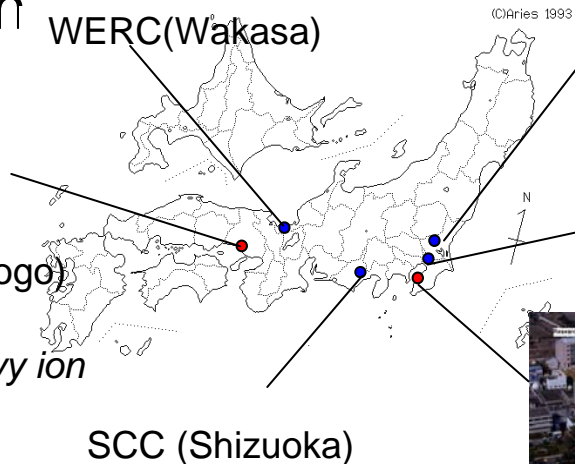 (C)Aries 1993
WERC(Wakasa)
N
ogo)
vy ion
SCC (Shizuoka)